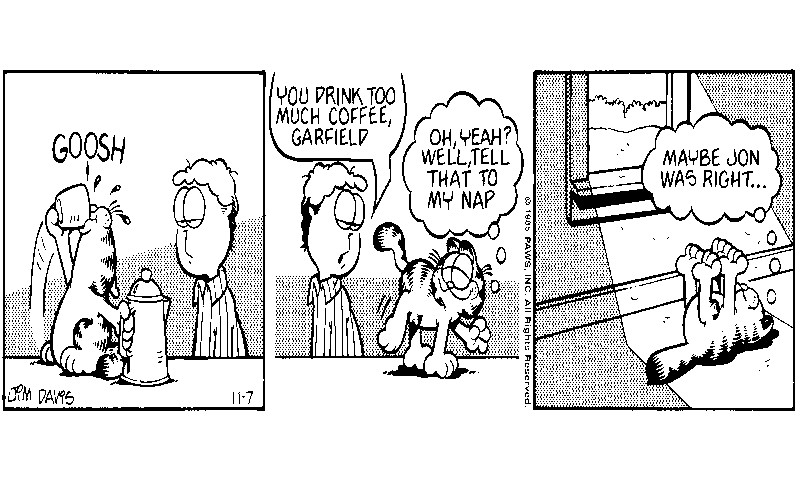 GOOSH
JIM DAVIS
11-7
YOU DRINK TOO
MUCH COFFEE,
GARFIELD
OH, YEAH?
WELL, TELL
THAT TO
MY NAP
© 1985 PAWS, INC. All Rights Reserved.
MAYBE JON
WAS RIGHT...